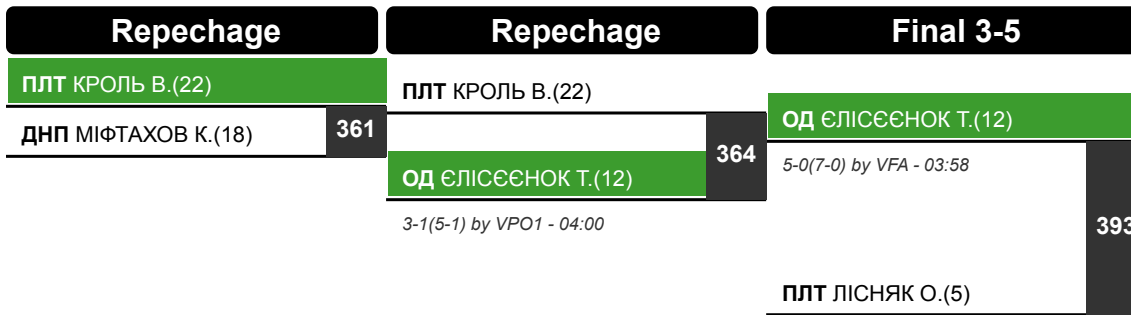 Repechage
ПЛТ КРОЛЬ В.(22)
ДНП МІФТАХОВ К.(18)
361
Repechage
ПЛТ КРОЛЬ В.(22)
364
ОД ЄЛІСЄЄНОК Т.(12)
3-1(5-1) by VPO1 - 04:00
Final 3-5
ОД ЄЛІСЄЄНОК Т.(12)
5-0(7-0) by VFA - 03:58
393
ПЛТ ЛІСНЯК О.(5)